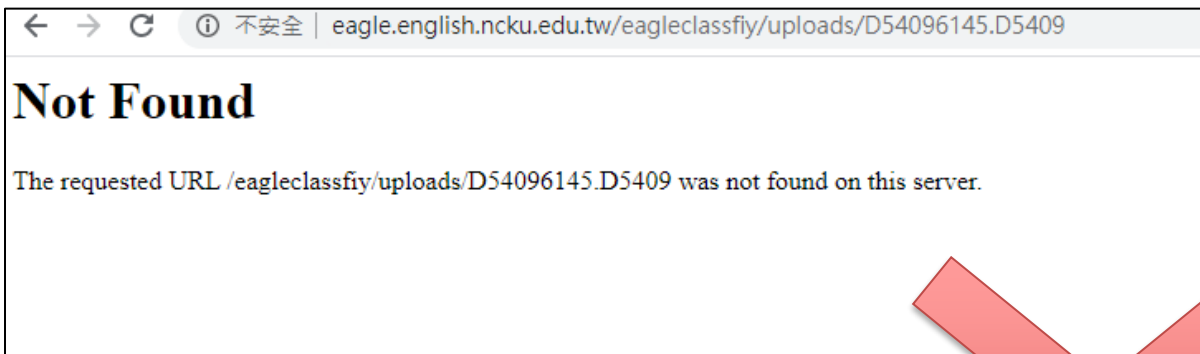 不安全 | eagle.english.ncku.edu.tw/eagleclassfiy/uploads/D54096145.D5409
Not Found
The requested URL /eagleclassfiy/uploads/D54096145.D5409 was not found on this server.